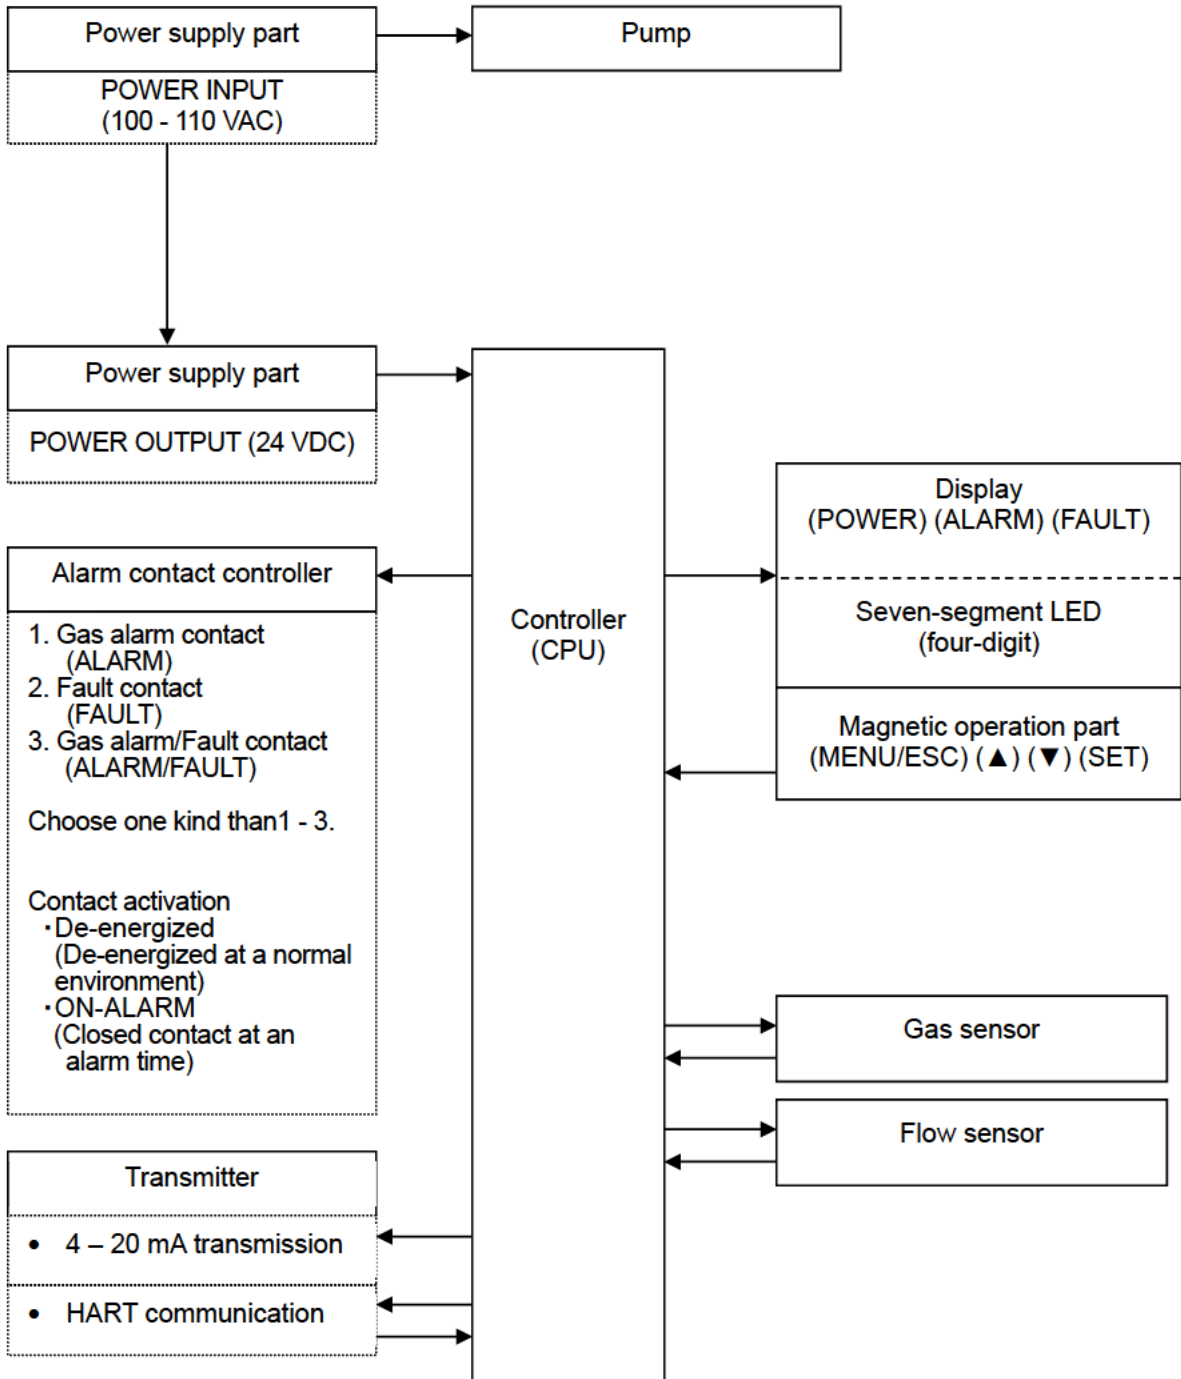 Power supply part
Pump
POWER INPUT
(100 - 110 VAC)
Power supply part
POWER OUTPUT (24 VDC)
Display
(POWER) (ALARM) (FAULT)
Seven-segment LED
(four-digit)
Magnetic operation part
(MENU/ESC) (▲) (▼) (SET)
Alarm contact controller
1. Gas alarm contact
(ALARM)
2. Fault contact
(FAULT)
3. Gas alarm/Fault contact
(ALARM/FAULT)
Choose one kind than1 - 3.
Contact activation
・De-energized
(De-energized at a normal
environment)
・ON-ALARM
(Closed contact at an
alarm time)
Controller
(CPU)
Gas sensor
Flow sensor
Transmitter
• 4 – 20 mA transmission
• HART communication